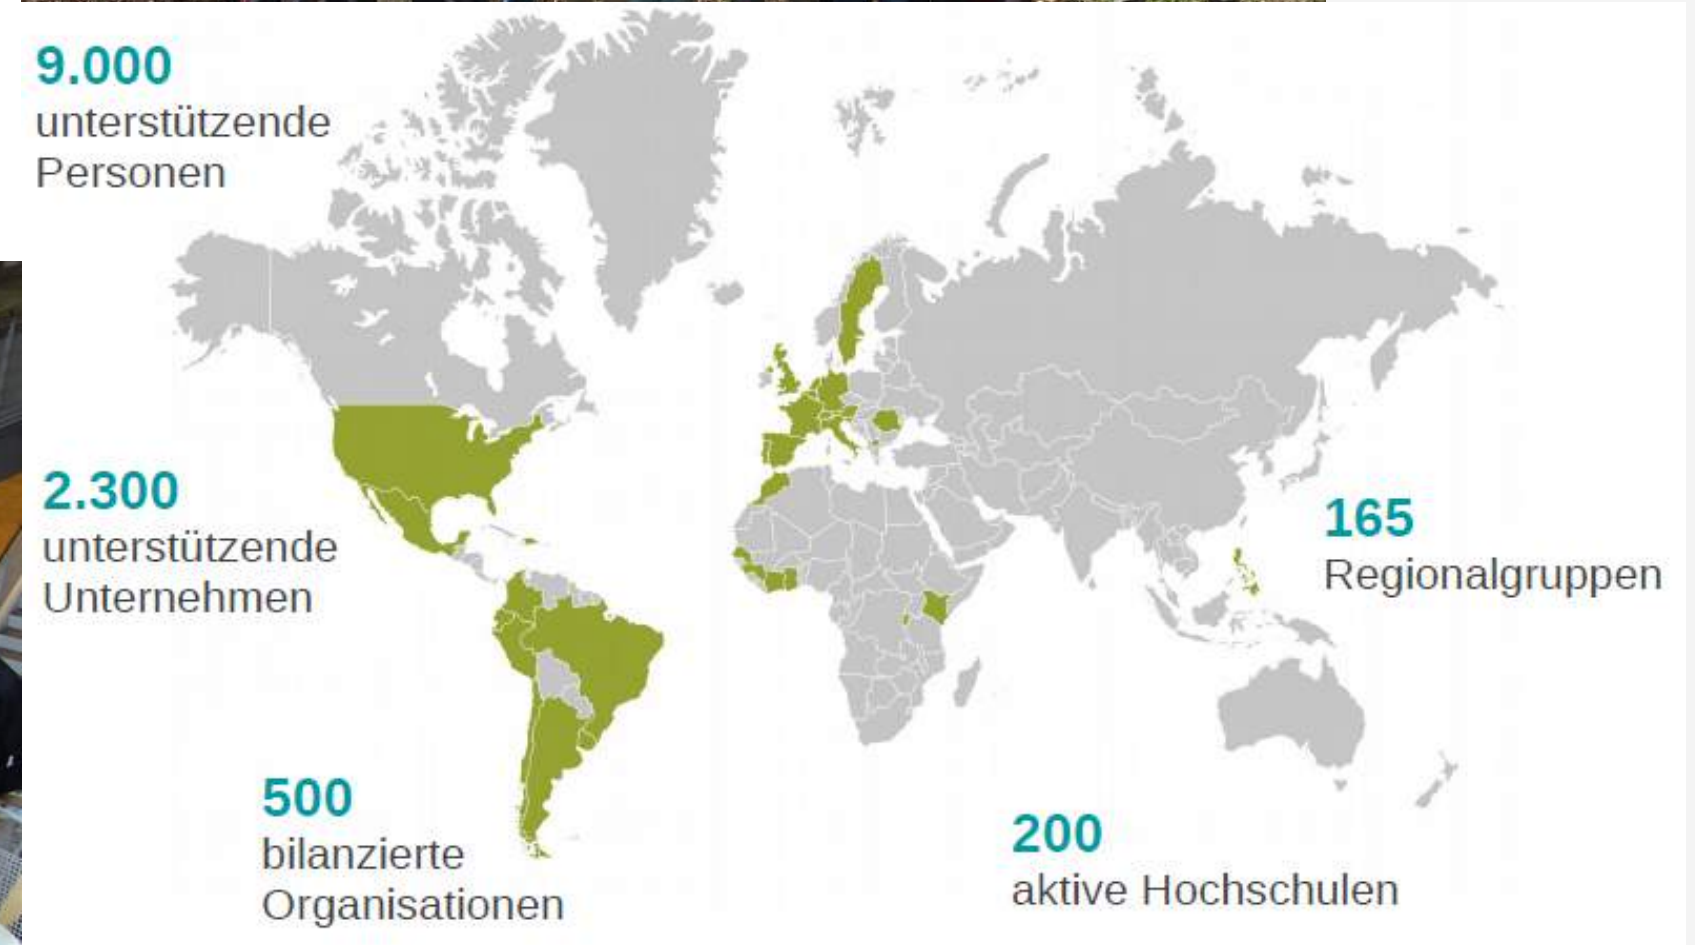 9.000
unterstützende
Personen
2.300
unterstützende
Unternehmen
165
Regionalgruppen
500
bilanzierte
Organisationen
200
aktive Hochschulen